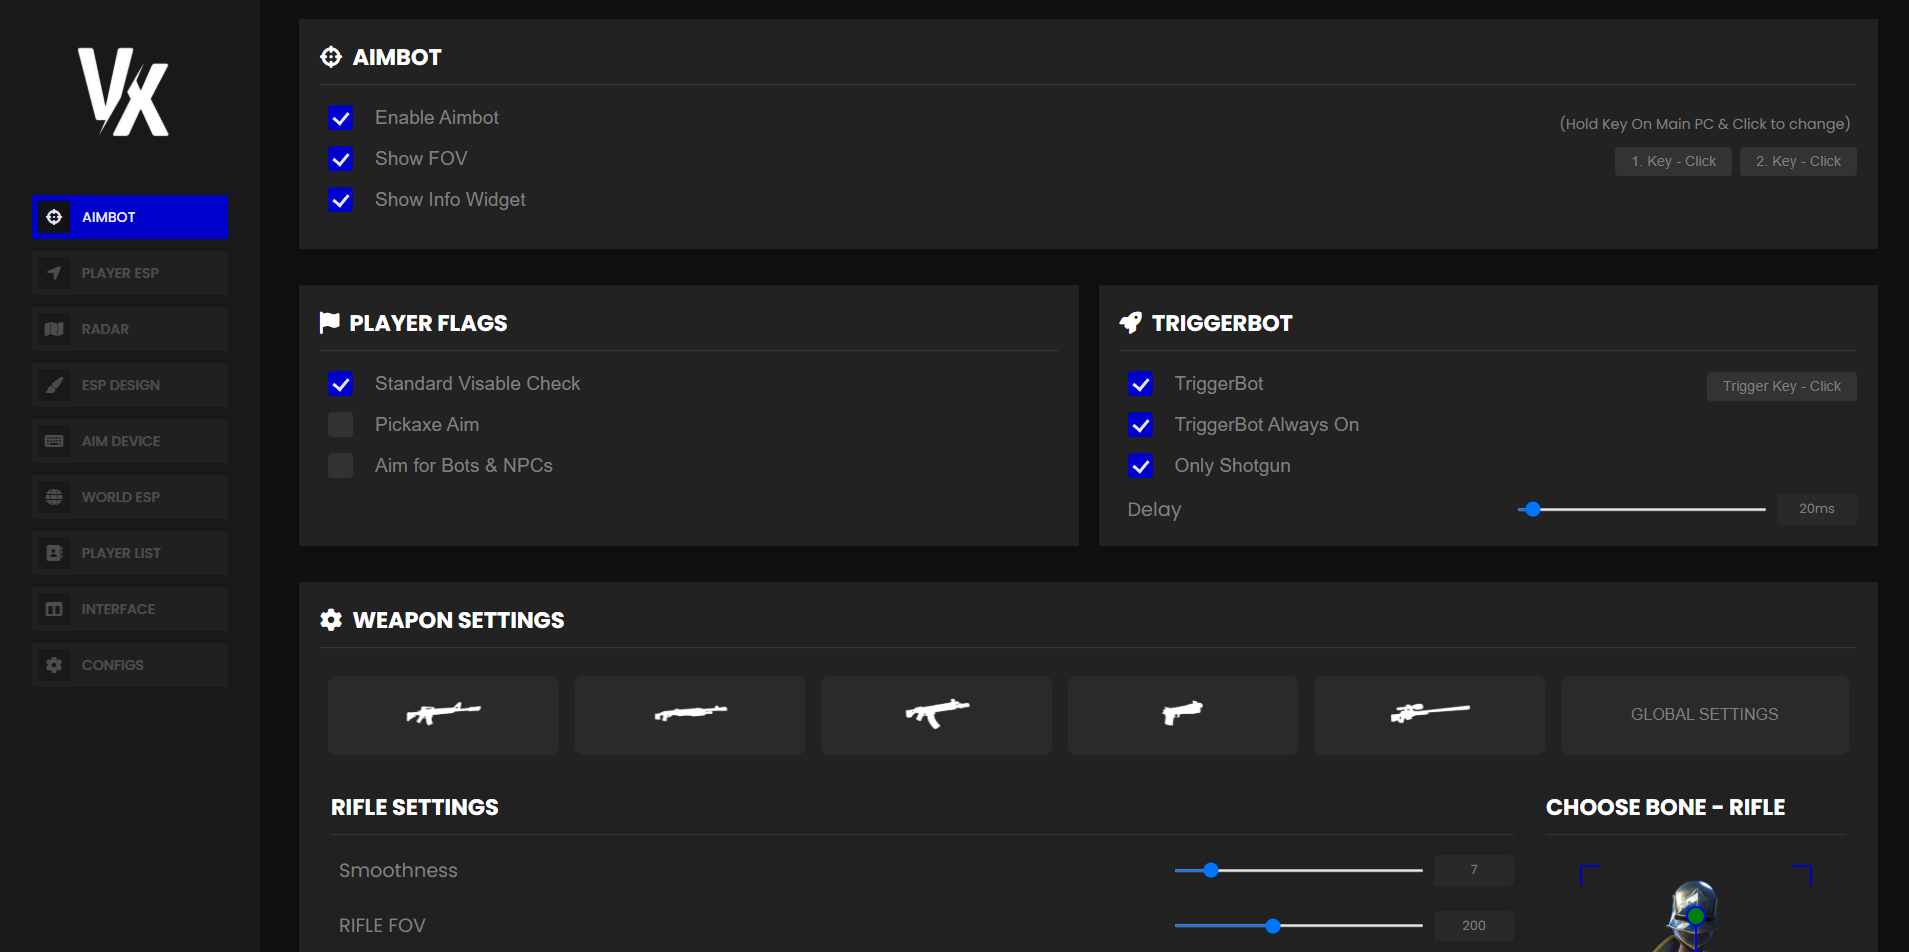 VX
AIMBOT
PLAYER ESP
RADAR
ESP DESIGN
AIM DEVICE
WORLD ESP
PLAYER LIST
INTERFACE
CONFIGS
AIMBOT
Enable Aimbot
Show FOV
Show Info Widget
(Hold Key On Main PC & Click to change)
1. Key - Click
2. Key - Click
PLAYER FLAGS
Standard Visable Check
Pickaxe Aim
Aim for Bots & NPCs
TRIGGERBOT
TriggerBot
Trigger Key - Click
TriggerBot Always On
Only Shotgun
Delay
20ms
WEAPON SETTINGS
GLOBAL SETTINGS
RIFLE SETTINGS
Smoothness
7
RIFLE FOV
200
CHOOSE BONE - RIFLE